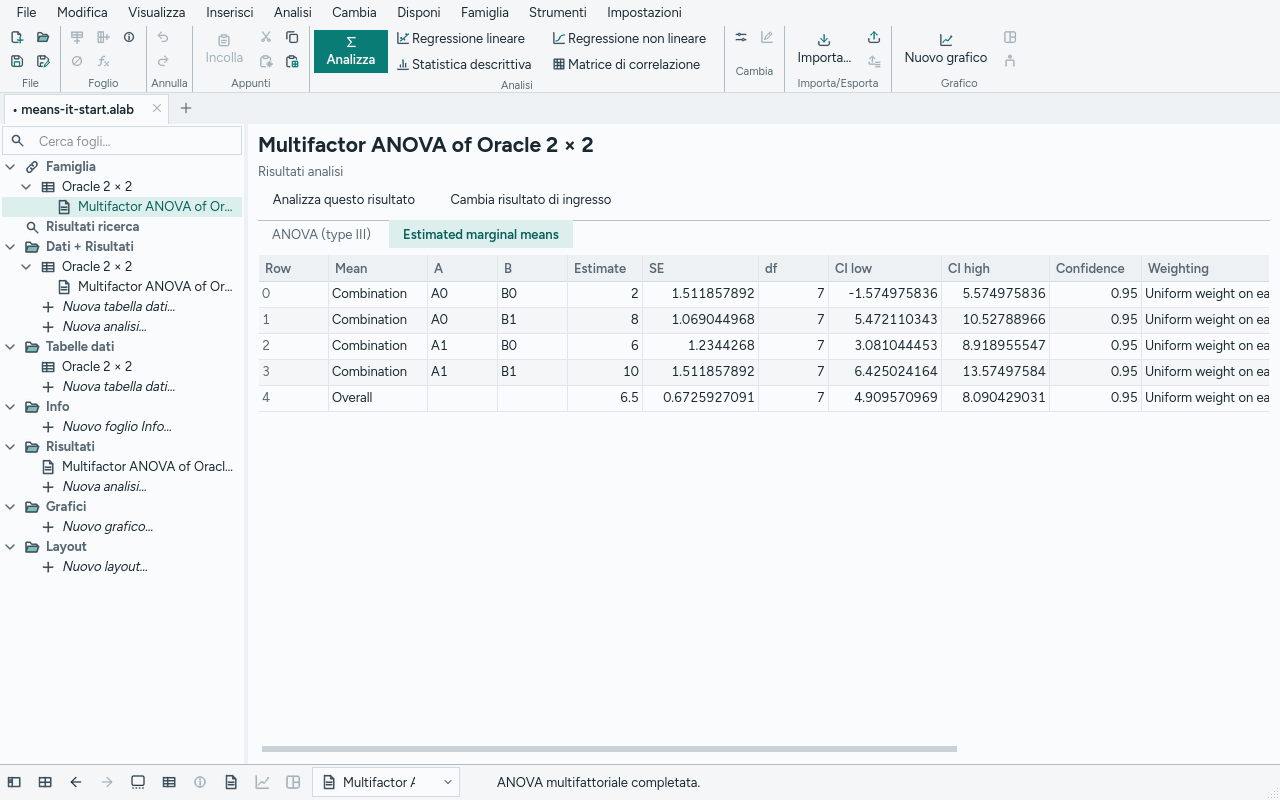 File Modifica Visualizza Inserisci Analisi Cambia Disponi Famiglia Strumenti Impostazioni
Incolla
Σ
Analizza
Regressione lineare
Regressione non lineare
Statistica descrittiva
Matrice di correlazione
Importa...
Nuovo grafico
File Foglio Annulla Appunti Analisi Cambia Importa/Esporta Grafico
• means-it-start.alab
Cerca fogli...
Famiglia
Oracle 2 × 2
Multifactor ANOVA of Or...
Risultati ricerca
Dati + Risultati
Oracle 2 × 2
Multifactor ANOVA of Or...
Nuova tabella dati...
Nuova analisi...
Tabelle dati
Oracle 2 × 2
Nuova tabella dati...
Info
Nuovo foglio Info...
Risultati
Multifactor ANOVA of Oracl...
Nuova analisi...
Grafici
Nuovo grafico...
Layout
Nuovo layout...
Multifactor ANOVA of Oracle 2 × 2
Risultati analisi
Analizza questo risultato Cambia risultato di ingresso
ANOVA (type III) Estimated marginal means
Row Mean A B Estimate SE df CI low CI high Confidence Weighting
0 Combination A0 B0 2 1.511857892 7 -1.574975836 5.574975836 0.95 Uniform weight on ea
1 Combination A0 B1 8 1.069044968 7 5.472110343 10.52788966 0.95 Uniform weight on ea
2 Combination A1 B0 6 1.2344268 7 3.081044453 8.918955547 0.95 Uniform weight on ea
3 Combination A1 B1 10 1.511857892 7 6.425024164 13.57497584 0.95 Uniform weight on ea
4 Overall 6.5 0.6725927091 7 4.909570969 8.090429031 0.95 Uniform weight on ea
Multifactor A
ANOVA multifattoriale completata.